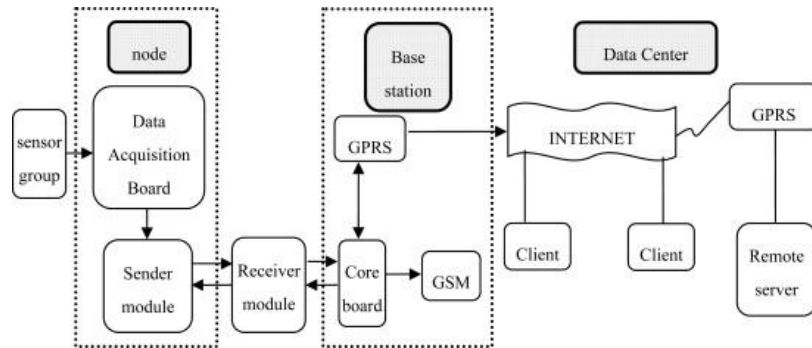 node
Base
station
Data Center
sensor
group
Data
Acquisition
Board
GPRS
INTERNET
GPRS
Sender
module
Receiver
module
Core
board
GSM
Client
Client
Remote
server